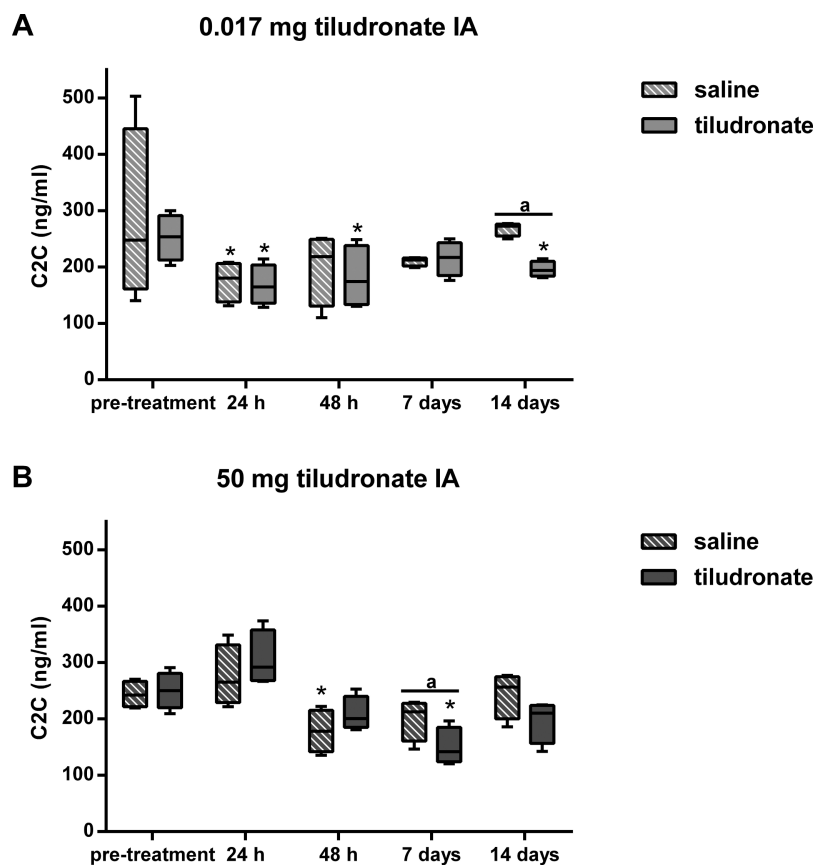 A
0.017 mg tiludronate IA
saline
tiludronate
C2C (ng/ml)
500
400
300
200
100
0
* * * a *
pre-treatment 24 h 48 h 7 days 14 days
B
50 mg tiludronate IA
saline
tiludronate
C2C (ng/ml)
500
400
300
200
100
0
* a *
pre-treatment 24 h 48 h 7 days 14 days